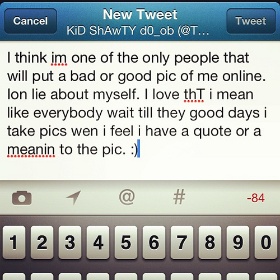 Cancel
New Tweet
KiD ShAwTY d0_ob (@T...
Tweet
I think im one of the only people that
will put a bad or good pic of me online.
Ion lie about myself. I love thT i mean
like everybody wait till they good days i
take pics wen i feel i have a quote or a
meanin to the pic. :)
@ # -84
1 2 3 4 5 6 7 8 9 0